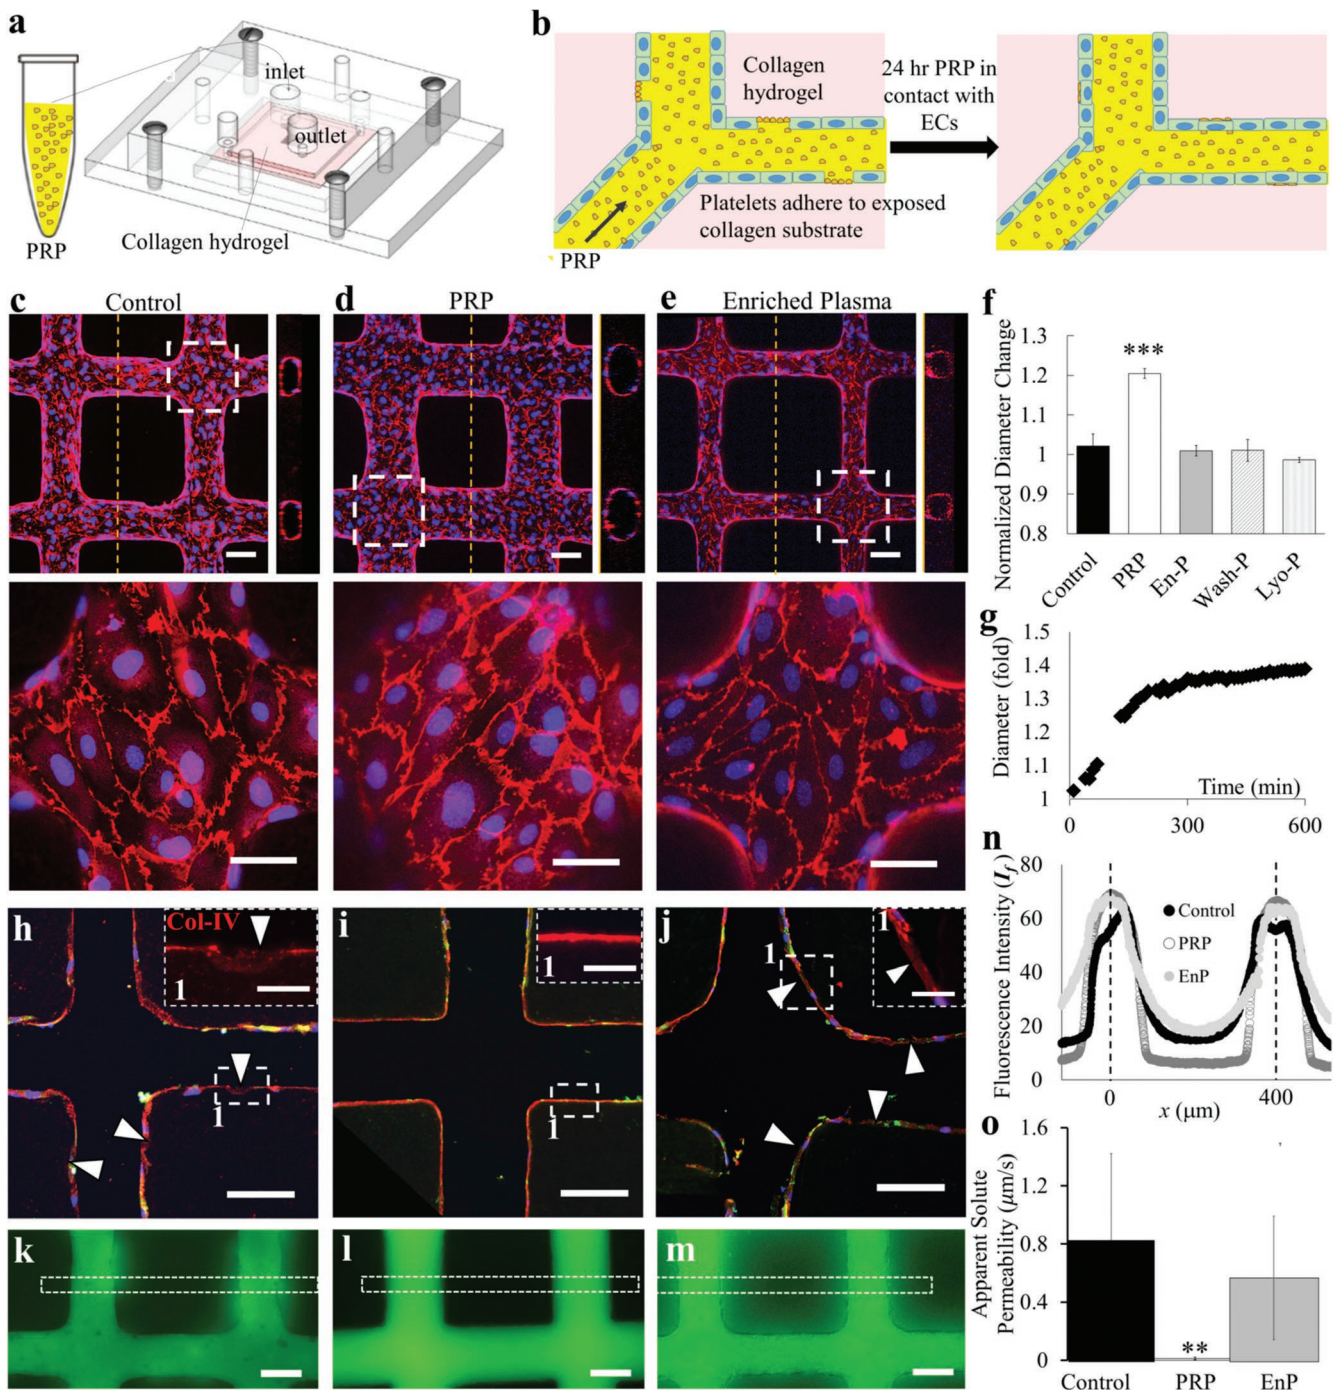 a
inlet
outlet
Collagen hydrogel
PRP
b
Collagen
hydrogel
Platelets adhere to exposed
collagen substrate
PRP
24 hr PRP in
contact with
ECs
c
Control
d
PRP
e
Enriched Plasma
f
Normalized Diameter Change
1.3
1.2
1.1
1
0.9
0.8
Control
PRP
En-P
Wash-P
Lyo-P
***
g
Diameter (fold)
1.5
1.4
1.3
1.2
1.1
1
Time (min)
0
300
600
h
Col-IV
1
1
i
1
1
j
1
1
n
Fluorescence Intensity (If)
80
60
40
20
0
Control
PRP
EnP
0
400
x (μm)
k
l
m
o
Apparent Solute
Permeability (μm/s)
1.6
1.2
0.8
0.4
0
**
Control
PRP
EnP